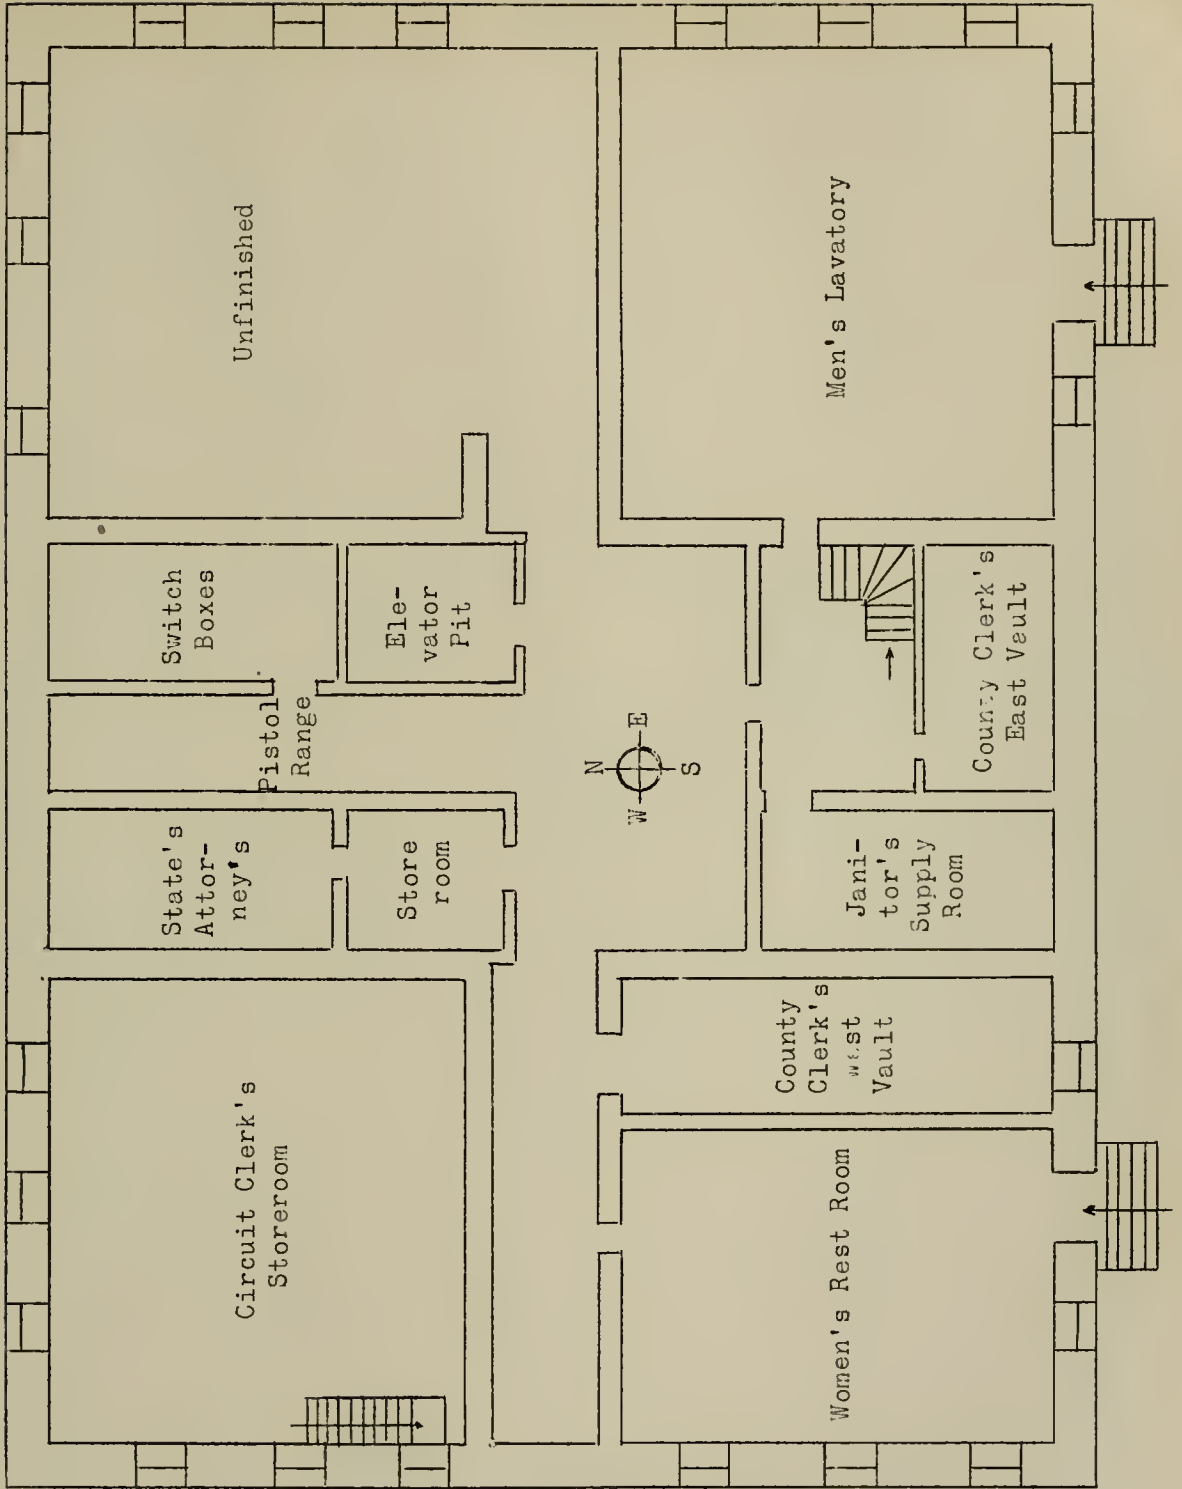 Unfinished
Men's Lavatory
Switch
Boxes
Ele-
vator
Pit
County Clerk's
East Vault
Pistol
Range
N
E
S
W
State's
Attor-
ney's
Store
room
Jani-
tor's
Supply
Room
County
Clerk's
West
Vault
Circuit Clerk's
Storeroom
Women's Rest Room